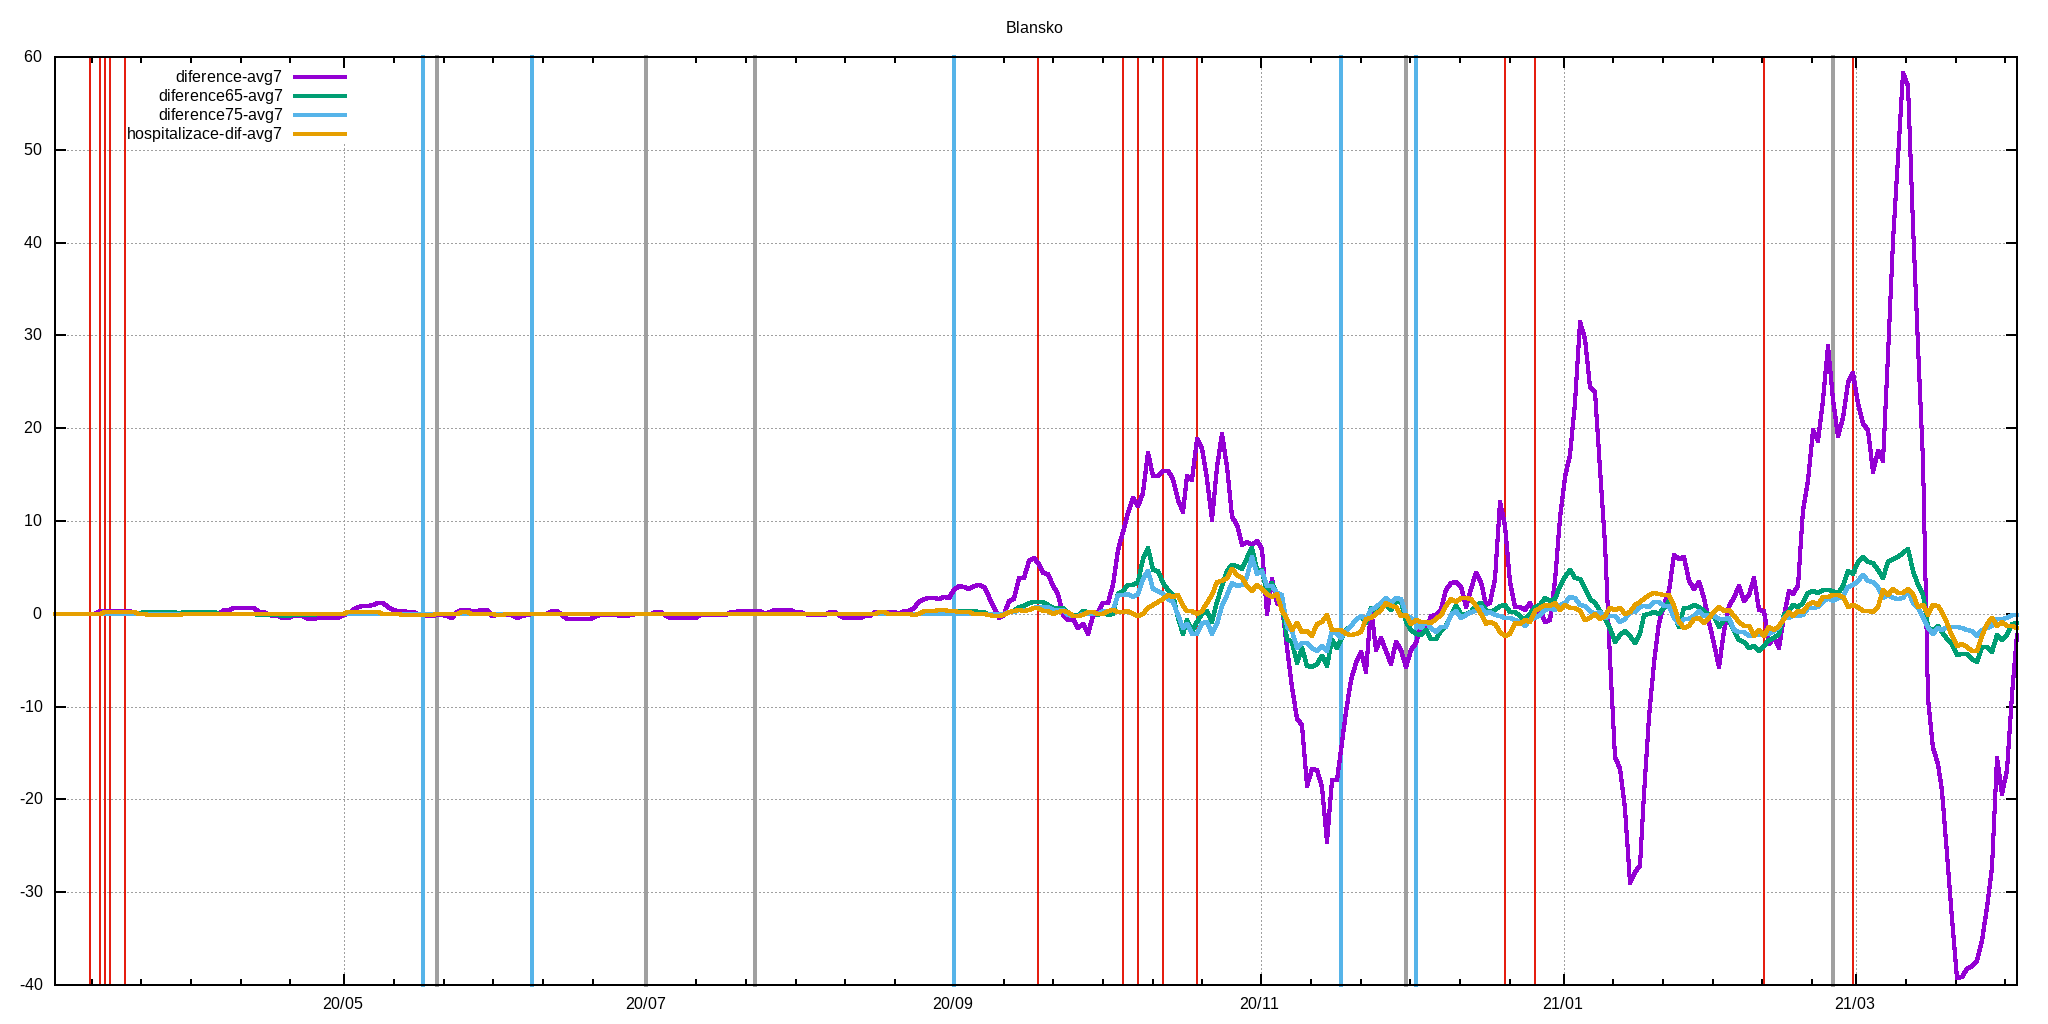 Blansko
60
diference-avg7
diference65-avg7
diference75-avg7
hospitalizace-dif-avg7
50
40
30
20
10
0
-10
-20
-30
-40
20/05 20/07 20/09 20/11 21/01 21/03